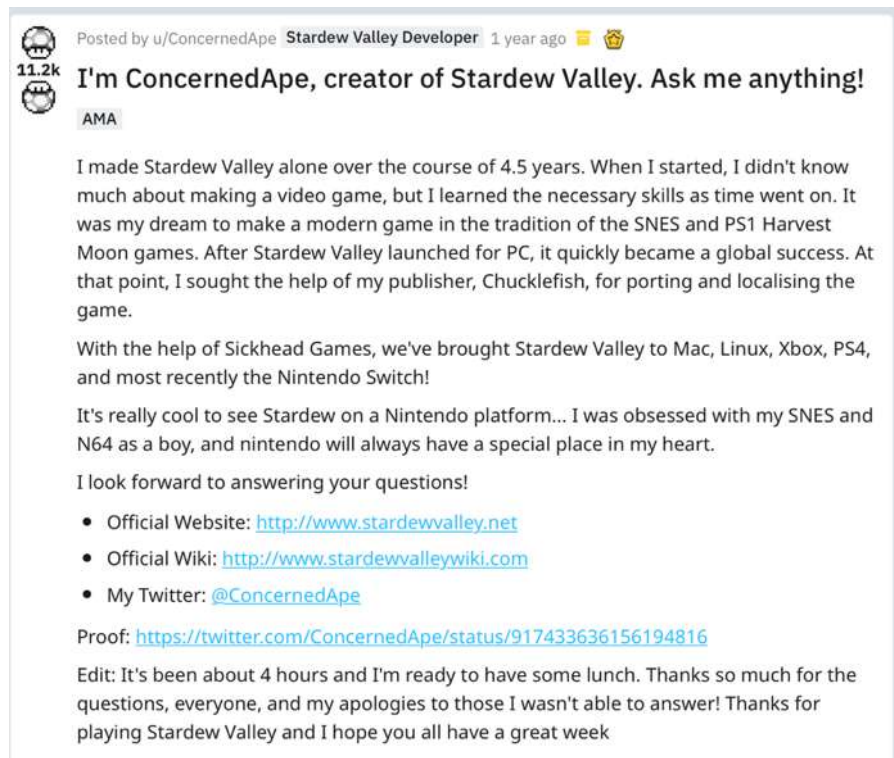 Posted by u/ConcernedApe Stardew Valley Developer 1 year ago
11.2k
I'm ConcernedApe, creator of Stardew Valley. Ask me anything!
AMA
I made Stardew Valley alone over the course of 4.5 years. When I started, I didn't know
much about making a video game, but I learned the necessary skills as time went on. It
was my dream to make a modern game in the tradition of the SNES and PS1 Harvest
Moon games. After Stardew Valley launched for PC, it quickly became a global success. At
that point, I sought the help of my publisher, Chucklefish, for porting and localising the
game.
With the help of Sickhead Games, we've brought Stardew Valley to Mac, Linux, Xbox, PS4,
and most recently the Nintendo Switch!
It's really cool to see Stardew on a Nintendo platform... I was obsessed with my SNES and
N64 as a boy, and nintendo will always have a special place in my heart.
I look forward to answering your questions!
• Official Website: http://www.stardewvalley.net
• Official Wiki: http://www.stardewvalleywiki.com
• My Twitter: @ConcernedApe
Proof: https://twitter.com/ConcernedApe/status/917433636156194816
Edit: It's been about 4 hours and I'm ready to have some lunch. Thanks so much for the
questions, everyone, and my apologies to those I wasn't able to answer! Thanks for
playing Stardew Valley and I hope you all have a great week